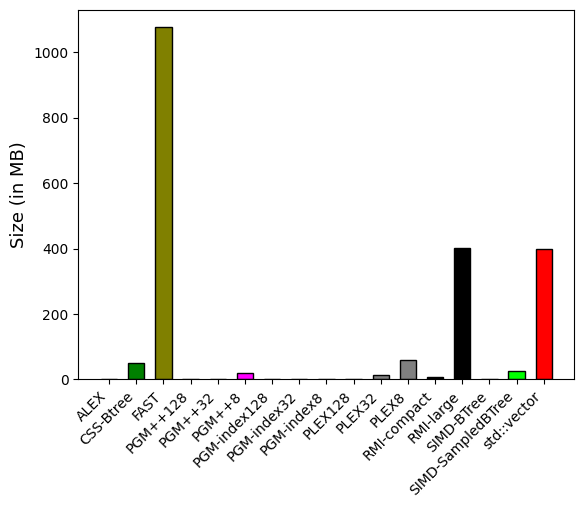 Size (in MB)
1000
800
600
400
200
0
ALEX
CSS-Btree
FAST
PGM++128
PGM++32
PGM++8
PGM-index128
PGM-index32
PGM-index8
PLEX128
PLEX32
PLEX8
RMI-compact
RMI-large
SIMD-BTree
SIMD-SampledBTree
std::vector